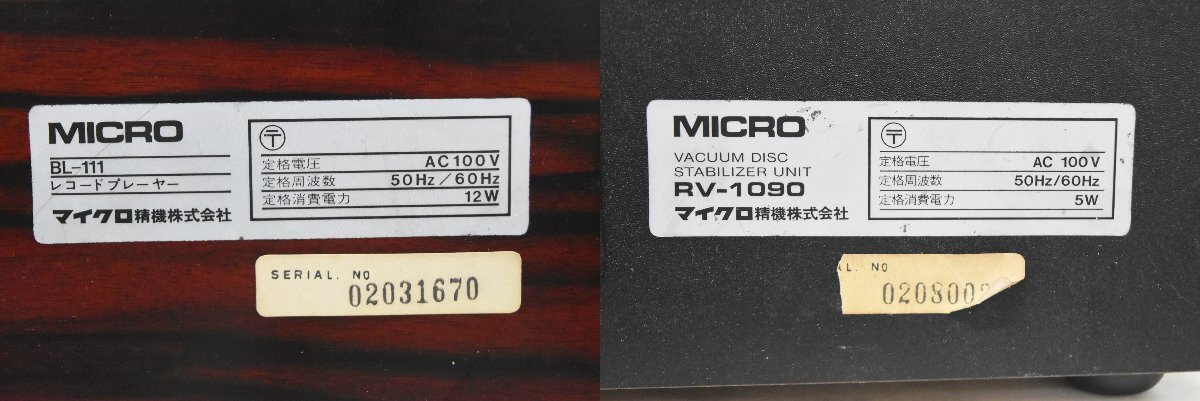 MICRO
BL-111
レコードプレーヤー
マイクロ精機株式会社
〒
定格電圧 AC100V
定格周波数 50Hz/60Hz
定格消費電力 12W
SERIAL. NO
02031670
MICRO
VACUUM DISC
STABILIZER UNIT
RV-1090
マイクロ精機株式会社
〒
定格電圧 AC 100V
定格周波数 50Hz/60Hz
定格消費電力 5W
AL. NO
020800